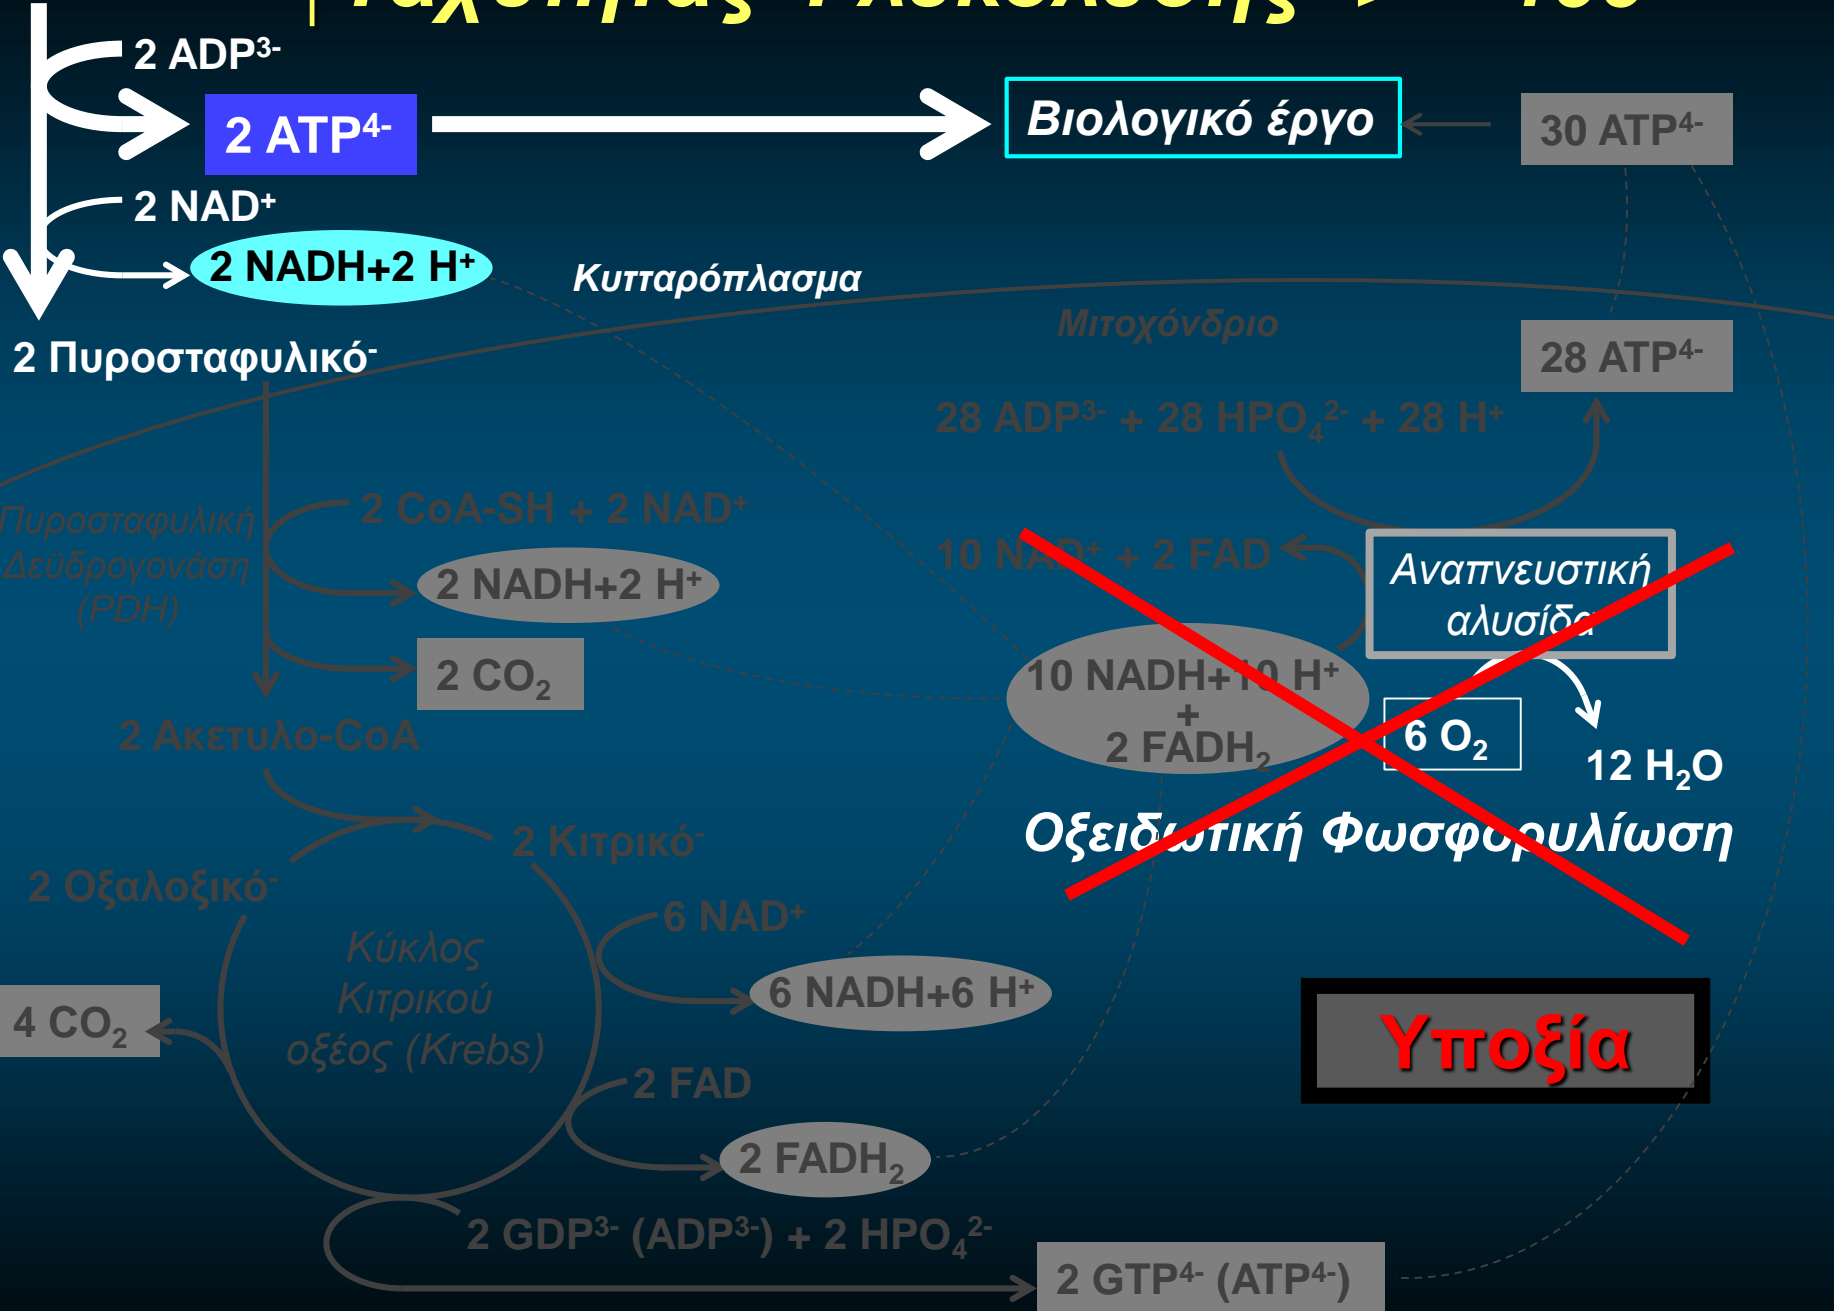 2 ADP³⁻
2 ATP⁴⁻
Βιολογικό έργο
30 ATP⁴⁻
2 NAD⁺
2 NADH+2 H⁺
Κυτταρόπλασμα
Μιτοχόνδριο
2 Πυροσταφυλικό⁻
28 ATP⁴⁻
28 ADP³⁻ + 28 HPO₄²⁻ + 28 H⁺
Πυροσταφυλική
Δεϋδρογονάση
(PDH)
2 CoA-SH + 2 NAD⁺
2 NADH+2 H⁺
2 CO₂
10 NAD⁺ + 2 FAD
Αναπνευστική
αλυσίδα
10 NADH+10 H⁺
+
2 FADH₂
6 O₂
12 H₂O
Οξειδωτική Φωσφορυλίωση
2 Ακετυλο-CoA
2 Κιτρικό⁻
2 Οξαλοξικό⁻
Κύκλος
Κιτρικού
οξέος (Krebs)
6 NAD⁺
6 NADH+6 H⁺
4 CO₂
2 FAD
2 FADH₂
2 GDP³⁻ (ADP³⁻) + 2 HPO₄²⁻
2 GTP⁴⁻ (ATP⁴⁻)
Υποξία